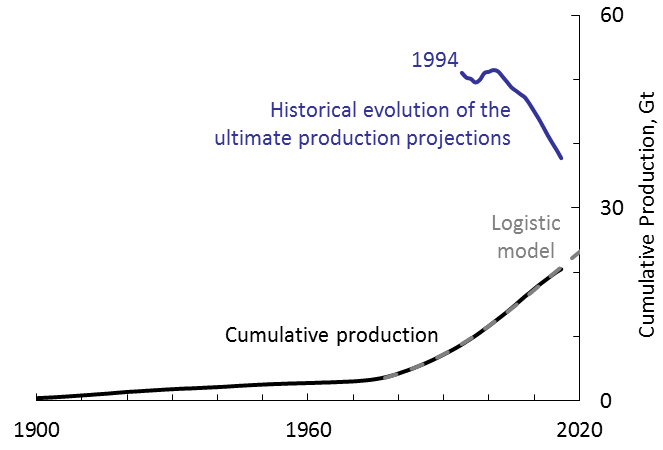 60
1994
Historical evolution of the
ultimate production projections
30
Logistic
model
Cumulative production
0
1900
1960
2020
Cumulative Production, Gt